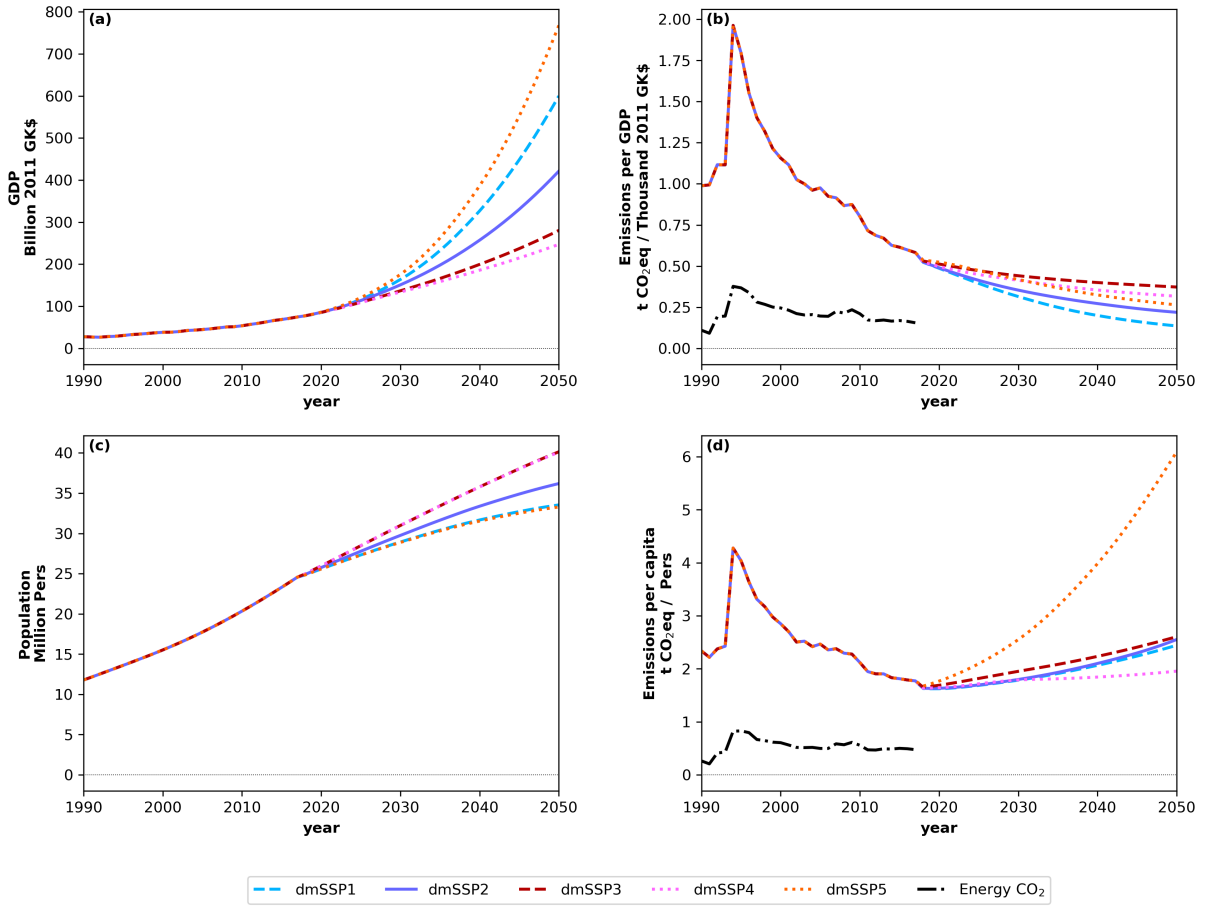 (a)
800
700
600
500
400
300
200
100
0
GDP
Billion 2011 GK$
1990 2000 2010 2020 2030 2040 2050
year
(b)
2.00
1.75
1.50
1.25
1.00
0.75
0.50
0.25
0.00
Emissions per GDP
t CO₂eq / Thousand 2011 GK$
1990 2000 2010 2020 2030 2040 2050
year
(c)
40
35
30
25
20
15
10
5
0
Population
Million Pers
1990 2000 2010 2020 2030 2040 2050
year
(d)
6
5
4
3
2
1
0
Emissions per capita
t CO₂eq / Pers
1990 2000 2010 2020 2030 2040 2050
year
dmSSP1 dmSSP2 dmSSP3 dmSSP4 dmSSP5 Energy CO₂